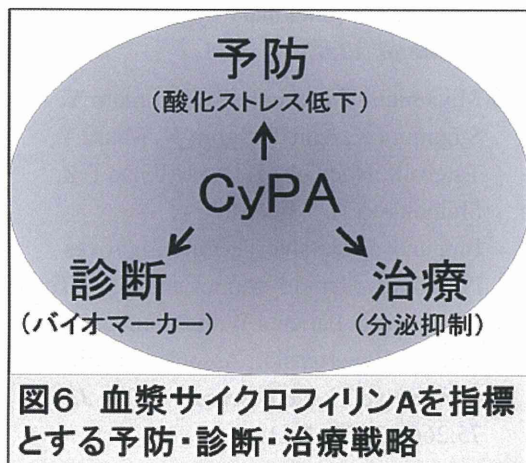 予防
(酸化ストレス低下)
CyPA
診断
(バイオマーカー)
治療
(分泌抑制)
図6 血漿サイクロフィリンAを指標
とする予防・診断・治療戦略